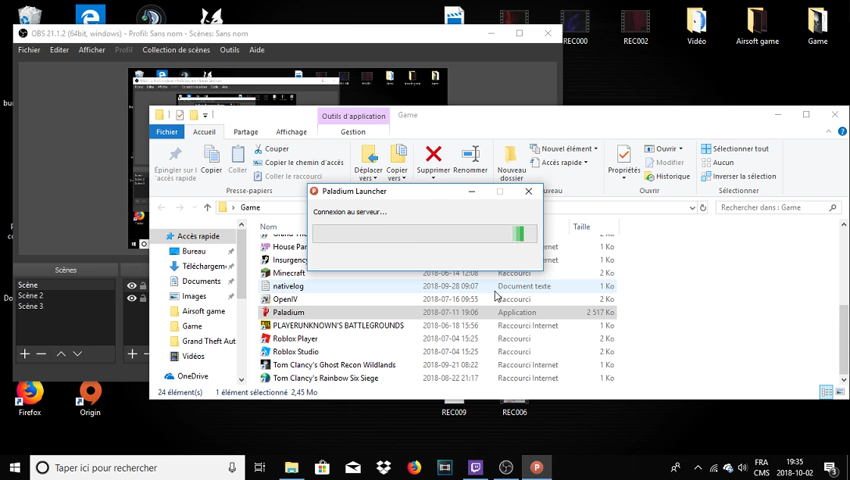 OBS 21.1.2 (64bit, windows) - Profil: Sans nom - Scènes: Sans nom
Fichier Editer Afficher Profil Collection de scènes Outils Aide
REC000
REC002
Vidéo
Airsoft game
Game
Outils d'application Game
Fichier Accueil Partage Affichage Gestion
Épingler sur l'accès rapide
Copier
Coller
Couper
Copier le chemin d'accès
Coller le raccourci
Déplacer vers
Copier vers
Supprimer
Renommer
Nouveau dossier
Nouvel élément
Accès rapide
Propriétés
Ouvrir
Modifier
Historique
Sélectionner tout
Aucun
Inverser la sélection
Presse-papiers
Ouvrir
Sélectionner
Game
Rechercher dans : Game
Paladium Launcher
Connexion au serveur...
Nom
Taille
Accès rapide
Bureau
Documents
Images
Airsoft game
Game
Vidéos
OneDrive
1 Ko
House Par ternet 1 Ko
Insurgency ternet 1 Ko
Minecraft 2018-06-14 12:08 Raccourci 2 Ko
nativelog 2018-09-28 09:07 Document texte 1 Ko
OpenIV 2018-07-16 09:55 2 Ko
Paladium 2018-07-11 19:06 Application 2 517 Ko
PLAYERUNKNOWN'S BATTLEGROUNDS 2018-06-18 15:56 Raccourci Internet 1 Ko
Roblox Player 2018-07-04 15:25 Raccourci 2 Ko
Roblox Studio 2018-07-04 15:25 Raccourci 2 Ko
Tom Clancy's Ghost Recon Wildlands 2018-09-21 08:22 Raccourci Internet 1 Ko
Tom Clancy's Rainbow Six Siege 2018-08-22 21:17 Raccourci Internet 1 Ko
24 élément(s) 1 élément sélectionné 2,45 Mo
Scènes
Scène
Scène 2
Scène 3
Firefox
Origin
REC009
REC006
Taper ici pour rechercher
FRA
CMS
19:35
2018-10-02
3